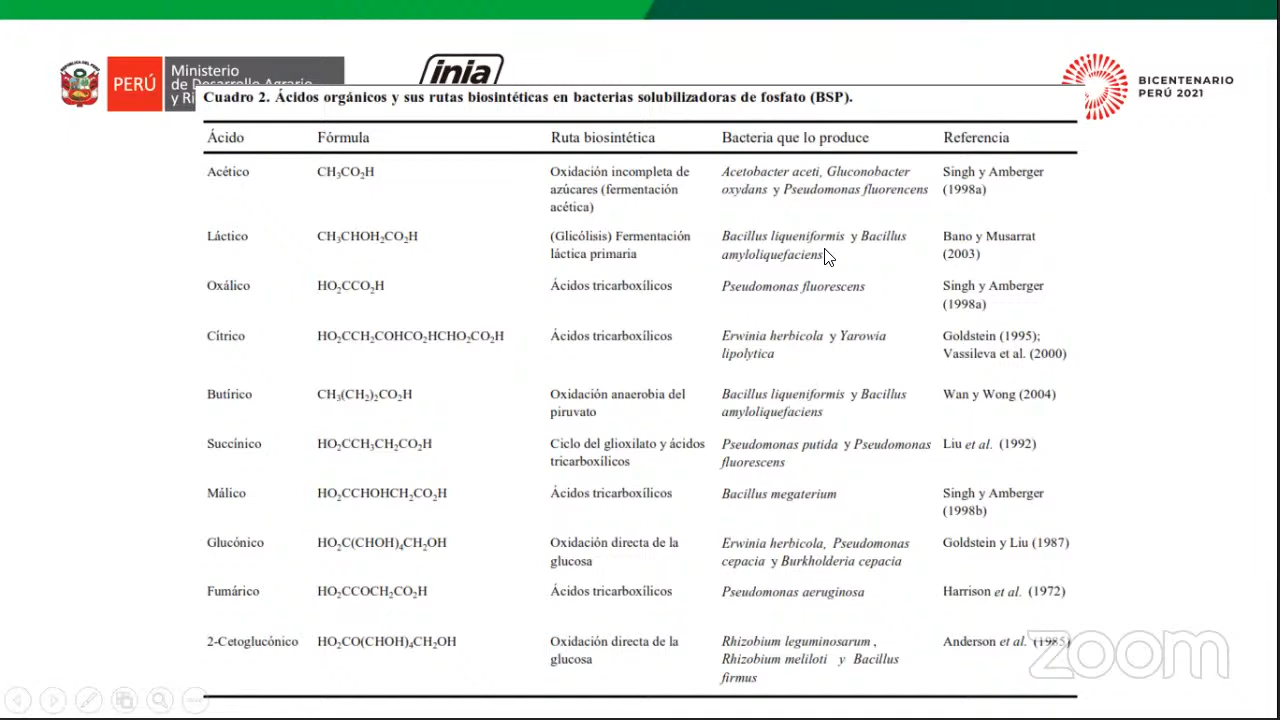 PERÚ
Ministerio
de Desarrollo Agrario
y Ri
inia
BICENTENARIO
PERÚ 2021
Cuadro 2. Ácidos orgánicos y sus rutas biosintéticas en bacterias solubilizadoras de fosfato (BSP).
Ácido Fórmula Ruta biosintética Bacteria que lo produce Referencia
Acético CH₃CO₂H Oxidación incompleta de Acetobacter aceti, Gluconobacter Singh y Amberger
azúcares (fermentación oxydans y Pseudomonas fluorencens (1998a)
acética)
Láctico CH₃CHOH₂CO₂H (Glicólisis) Fermentación Bacillus liqueniformis y Bacillus Bano y Musarrat
láctica primaria amyloliquefaciens (2003)
Oxálico HO₂CCO₂H Ácidos tricarboxílicos Pseudomonas fluorescens Singh y Amberger
(1998a)
Cítrico HO₂CCH₂COHCO₂HCHO₂CO₂H Ácidos tricarboxílicos Erwinia herbicola y Yarowia Goldstein (1995);
lipolytica Vassileva et al. (2000)
Butírico CH₃(CH₂)₂CO₂H Oxidación anaerobia del Bacillus liqueniformis y Bacillus Wan y Wong (2004)
piruvato amyloliquefaciens
Succínico HO₂CCH₃CH₂CO₂H Ciclo del glioxilato y ácidos Pseudomonas putida y Pseudomonas Liu et al. (1992)
tricarboxílicos fluorescens
Málico HO₂CCHOHCH₂CO₂H Ácidos tricarboxílicos Bacillus megaterium Singh y Amberger
(1998b)
Glucónico HO₂C(CHOH)₄CH₂OH Oxidación directa de la Erwinia herbicola, Pseudomonas Goldstein y Liu (1987)
glucosa cepacia y Burkholderia cepacia
Fumárico HO₂CCOCH₂CO₂H Ácidos tricarboxílicos Pseudomonas aeruginosa Harrison et al. (1972)
2-Cetoglucónico HO₂CO(CHOH)₄CH₂OH Oxidación directa de la Rhizobium leguminosarum , Anderson et al. (1985)
glucosa Rhizobium meliloti y Bacillus
firmus
zoom